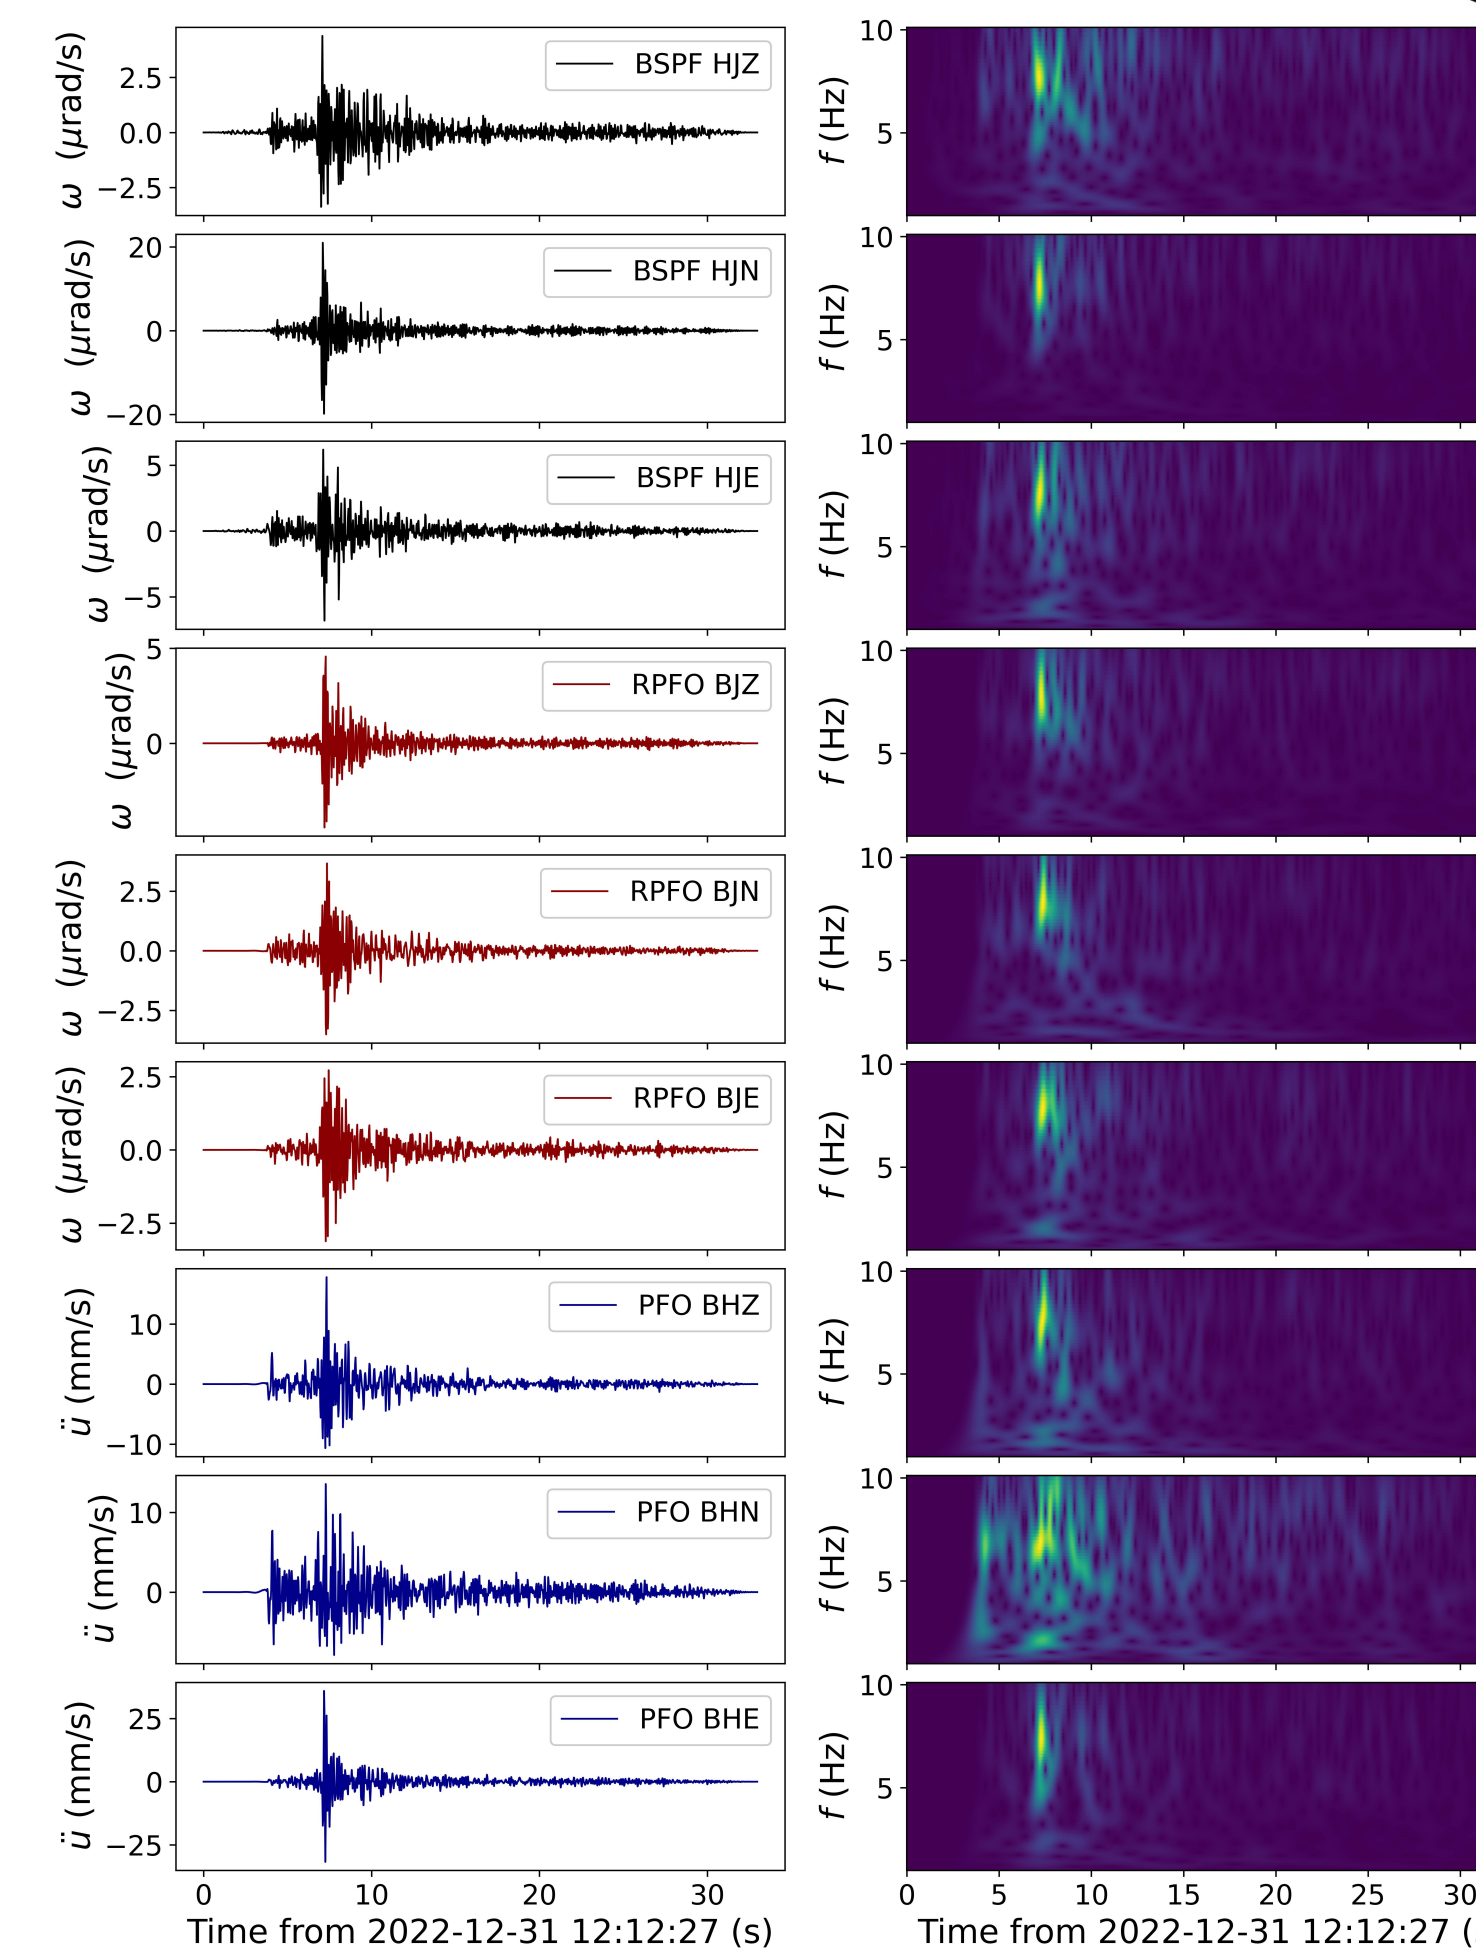 ω (μrad/s)
2.5
0.0
−2.5
BSPF HJZ
f (Hz)
10
5
ω (μrad/s)
20
0
−20
BSPF HJN
f (Hz)
10
5
ω (μrad/s)
5
0
−5
BSPF HJE
f (Hz)
10
5
ω (μrad/s)
5
0
RPFO BJZ
f (Hz)
10
5
ω (μrad/s)
2.5
0.0
−2.5
RPFO BJN
f (Hz)
10
5
ω (μrad/s)
2.5
0.0
−2.5
RPFO BJE
f (Hz)
10
5
ü (mm/s)
10
0
−10
PFO BHZ
f (Hz)
10
5
ü (mm/s)
10
0
PFO BHN
f (Hz)
10
5
ü (mm/s)
25
0
−25
PFO BHE
f (Hz)
10
5
0 10 20 30
0 5 10 15 20 25 30
Time from 2022-12-31 12:12:27 (s)
Time from 2022-12-31 12:12:27 (